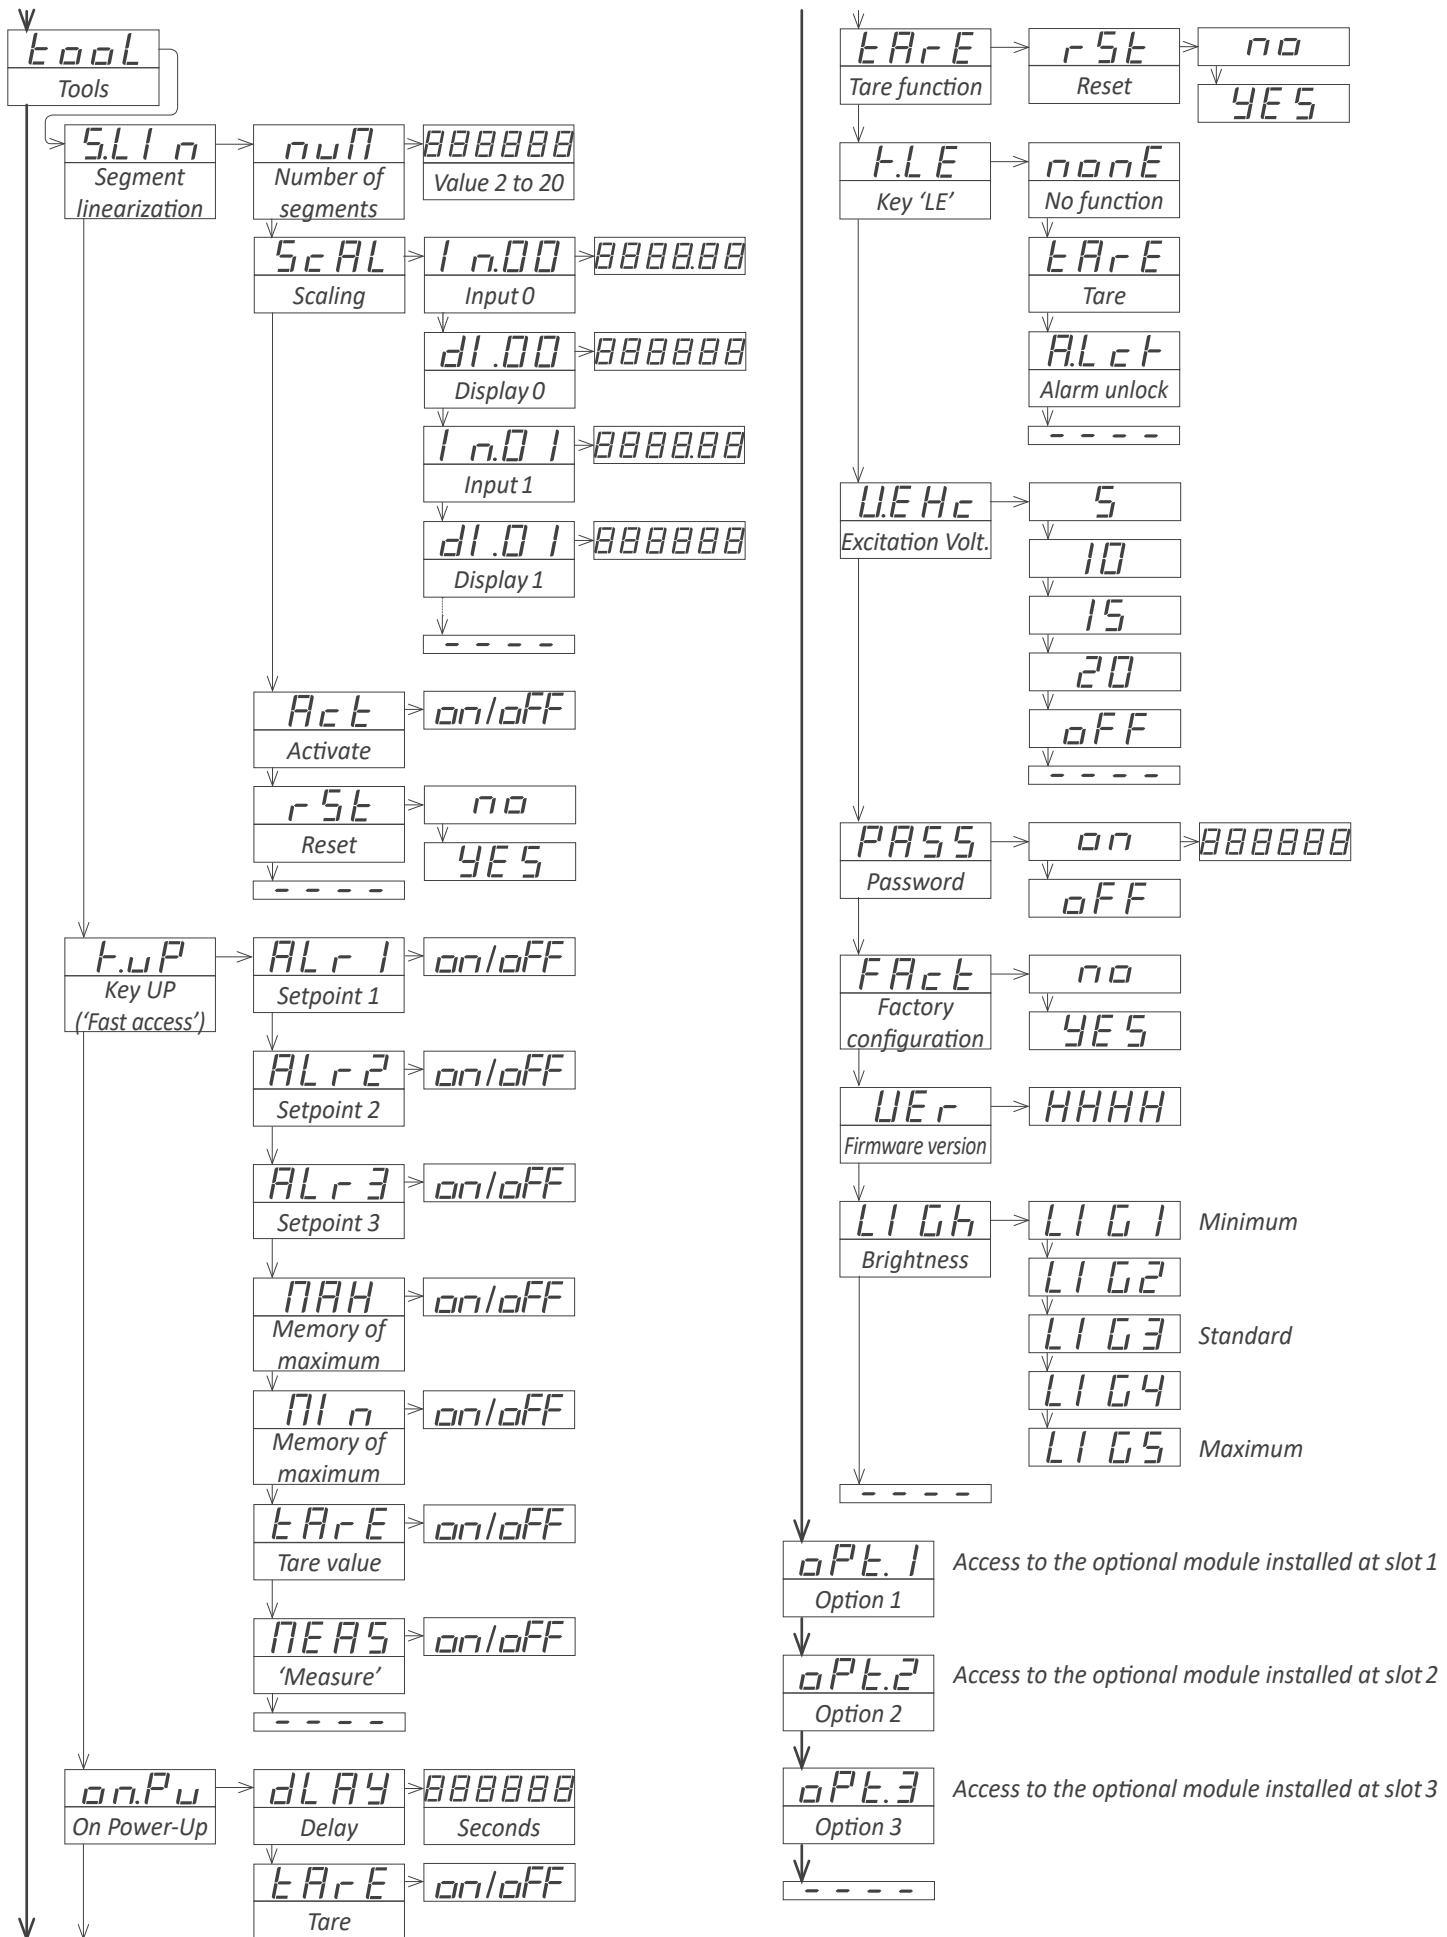 tool
Tools
S.LIn
Segment
linearization
nuM
Number of
segments
888888
Value 2 to 20
ScAL
Scaling
In.00
Input 0
8888.88
dI.00
Display 0
888888
In.01
Input 1
8888.88
dI.01
Display 1
888888
----
Act
Activate
on/oFF
rSt
Reset
no
YES
----
K.uP
Key UP
(‘Fast access’)
ALr1
Setpoint 1
on/oFF
ALr2
Setpoint 2
on/oFF
ALr3
Setpoint 3
on/oFF
MAH
Memory of
maximum
on/oFF
MIn
Memory of
maximum
on/oFF
tArE
Tare value
on/oFF
MEAS
‘Measure’
on/oFF
----
on.Pu
On Power-Up
dLAY
Delay
888888
Seconds
tArE
Tare
on/oFF
tArE
Tare function
rSt
Reset
no
YES
K.LE
Key ‘LE’
nonE
No function
tArE
Tare
A.LcK
Alarm unlock
----
U.EHc
Excitation Volt.
5
10
15
20
oFF
----
PASS
Password
on
888888
oFF
FAct
Factory
configuration
no
YES
VEr
Firmware version
HHHH
LIGh
Brightness
LIG1 Minimum
LIG2
LIG3 Standard
LIG4
LIG5 Maximum
----
oPt.1
Option 1
Access to the optional module installed at slot 1
oPt.2
Option 2
Access to the optional module installed at slot 2
oPt.3
Option 3
Access to the optional module installed at slot 3
----